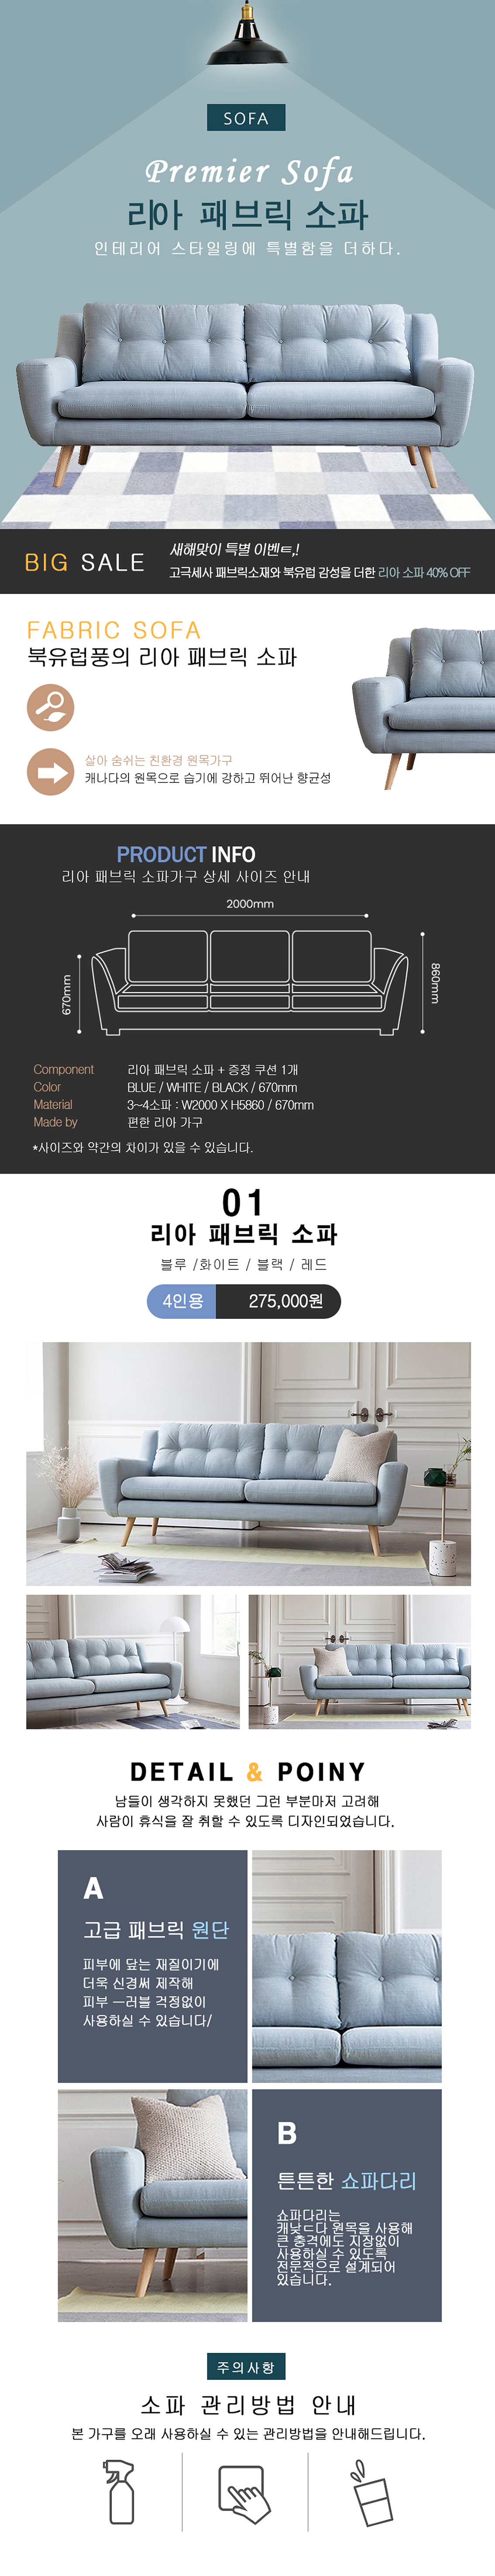 SOFA
Premier Sofa
리아 패브릭 소파
인테리어 스타일링에 특별함을 더하다.
BIG SALE
새해맞이 특별 이벤트,!
고극세사 패브릭소재와 북유럽 감성을 더한 리아 소파 40% OFF
FABRIC SOFA
북유럽풍의 리아 패브릭 소파
살아 숨쉬는 친환경 원목가구
캐나다의 원목으로 습기에 강하고 뛰어난 항균성
PRODUCT INFO
리아 패브릭 소파가구 상세 사이즈 안내
2000mm
670mm
860mm
Component 리아 패브릭 소파 + 증정 쿠션 1개
Color BLUE / WHITE / BLACK / 670mm
Material 3~4소파 : W2000 X H5860 / 670mm
Made by 편한 리아 가구
*사이즈와 약간의 차이가 있을 수 있습니다.
01
리아 패브릭 소파
블루 /화이트 / 블랙 / 레드
4인용 275,000원
DETAIL & POINY
남들이 생각하지 못했던 그런 부분마저 고려해
사람이 휴식을 잘 취할 수 있도록 디자인되었습니다.
A
고급 패브릭 원단
피부에 닿는 재질이기에
더욱 신경써 제작해
피부 ㅡ러블 걱정없이
사용하실 수 있습니다/
B
튼튼한 쇼파다리
쇼파다리는
캐낮ㄷ다 원목을 사용해
큰 충격에도 지장없이
사용하실 수 있도록
전문적으로 설계되어
있습니다.
주의사항
소파 관리방법 안내
본 가구를 오래 사용하실 수 있는 관리방법을 안내해드립니다.